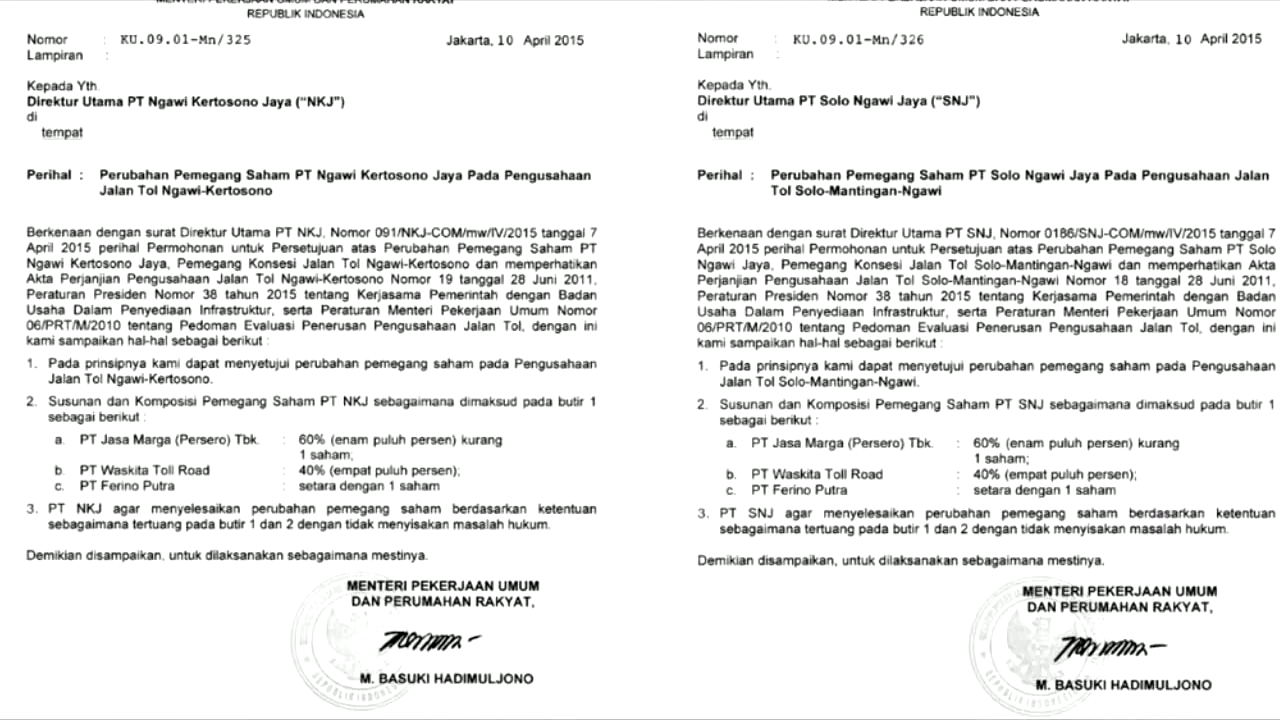 MENTERI PEKERJAAN UMUM DAN PERUMAHAN RAKYAT
REPUBLIK INDONESIA
Nomor : KU.09.01-Mn/325 Jakarta, 10 April 2015
Lampiran :
Kepada Yth.
Direktur Utama PT Ngawi Kertosono Jaya (“NKJ”)
di
tempat
Perihal : Perubahan Pemegang Saham PT Ngawi Kertosono Jaya Pada Pengusahaan
Jalan Tol Ngawi-Kertosono
Berkenaan dengan surat Direktur Utama PT NKJ, Nomor 091/NKJ-COM/mw/IV/2015 tanggal 7
April 2015 perihal Permohonan untuk Persetujuan atas Perubahan Pemegang Saham PT
Ngawi Kertosono Jaya, Pemegang Konsesi Jalan Tol Ngawi-Kertosono dan memperhatikan
Akta Perjanjian Pengusahaan Jalan Tol Ngawi-Kertosono Nomor 19 tanggal 28 Juni 2011,
Peraturan Presiden Nomor 38 tahun 2015 tentang Kerjasama Pemerintah dengan Badan
Usaha Dalam Penyediaan Infrastruktur, serta Peraturan Menteri Pekerjaan Umum Nomor
06/PRT/M/2010 tentang Pedoman Evaluasi Penerusan Pengusahaan Jalan Tol, dengan ini
kami sampaikan hal-hal sebagai berikut :
1. Pada prinsipnya kami dapat menyetujui perubahan pemegang saham pada Pengusahaan
Jalan Tol Ngawi-Kertosono.
2. Susunan dan Komposisi Pemegang Saham PT NKJ sebagaimana dimaksud pada butir 1
sebagai berikut :
a. PT Jasa Marga (Persero) Tbk. : 60% (enam puluh persen) kurang
1 saham;
b. PT Waskita Toll Road : 40% (empat puluh persen);
c. PT Ferino Putra : setara dengan 1 saham
3. PT NKJ agar menyelesaikan perubahan pemegang saham berdasarkan ketentuan
sebagaimana tertuang pada butir 1 dan 2 dengan tidak menyisakan masalah hukum.
Demikian disampaikan, untuk dilaksanakan sebagaimana mestinya.
MENTERI PEKERJAAN UMUM
DAN PERUMAHAN RAKYAT,
REPUBLIK INDONESIA
M. BASUKI HADIMULJONO
REPUBLIK INDONESIA
Nomor : KU.09.01-Mn/326 Jakarta, 10 April 2015
Lampiran :
Kepada Yth.
Direktur Utama PT Solo Ngawi Jaya (“SNJ”)
di
tempat
Perihal : Perubahan Pemegang Saham PT Solo Ngawi Jaya Pada Pengusahaan Jalan
Tol Solo-Mantingan-Ngawi
Berkenaan dengan surat Direktur Utama PT SNJ, Nomor 0186/SNJ-COM/mw/IV/2015 tanggal 7
April 2015 perihal Permohonan untuk Persetujuan atas Perubahan Pemegang Saham PT Solo
Ngawi Jaya, Pemegang Konsesi Jalan Tol Solo-Mantingan-Ngawi dan memperhatikan Akta
Perjanjian Pengusahaan Jalan Tol Solo-Mantingan-Ngawi Nomor 18 tanggal 28 Juni 2011,
Peraturan Presiden Nomor 38 tahun 2015 tentang Kerjasama Pemerintah dengan Badan
Usaha Dalam Penyediaan Infrastruktur, serta Peraturan Menteri Pekerjaan Umum Nomor
06/PRT/M/2010 tentang Pedoman Evaluasi Penerusan Pengusahaan Jalan Tol, dengan ini
kami sampaikan hal-hal sebagai berikut :
1. Pada prinsipnya kami dapat menyetujui perubahan pemegang saham pada Pengusahaan
Jalan Tol Solo-Mantingan-Ngawi.
2. Susunan dan Komposisi Pemegang Saham PT SNJ sebagaimana dimaksud pada butir 1
sebagai berikut :
a. PT Jasa Marga (Persero) Tbk. : 60% (enam puluh persen) kurang
1 saham;
b. PT Waskita Toll Road : 40% (empat puluh persen);
c. PT Ferino Putra : setara dengan 1 saham
3. PT SNJ agar menyelesaikan perubahan pemegang saham berdasarkan ketentuan
sebagaimana tertuang pada butir 1 dan 2 dengan tidak menyisakan masalah hukum.
Demikian disampaikan, untuk dilaksanakan sebagaimana mestinya.
MENTERI PEKERJAAN UMUM
DAN PERUMAHAN RAKYAT,
REPUBLIK INDONESIA
M. BASUKI HADIMULJONO